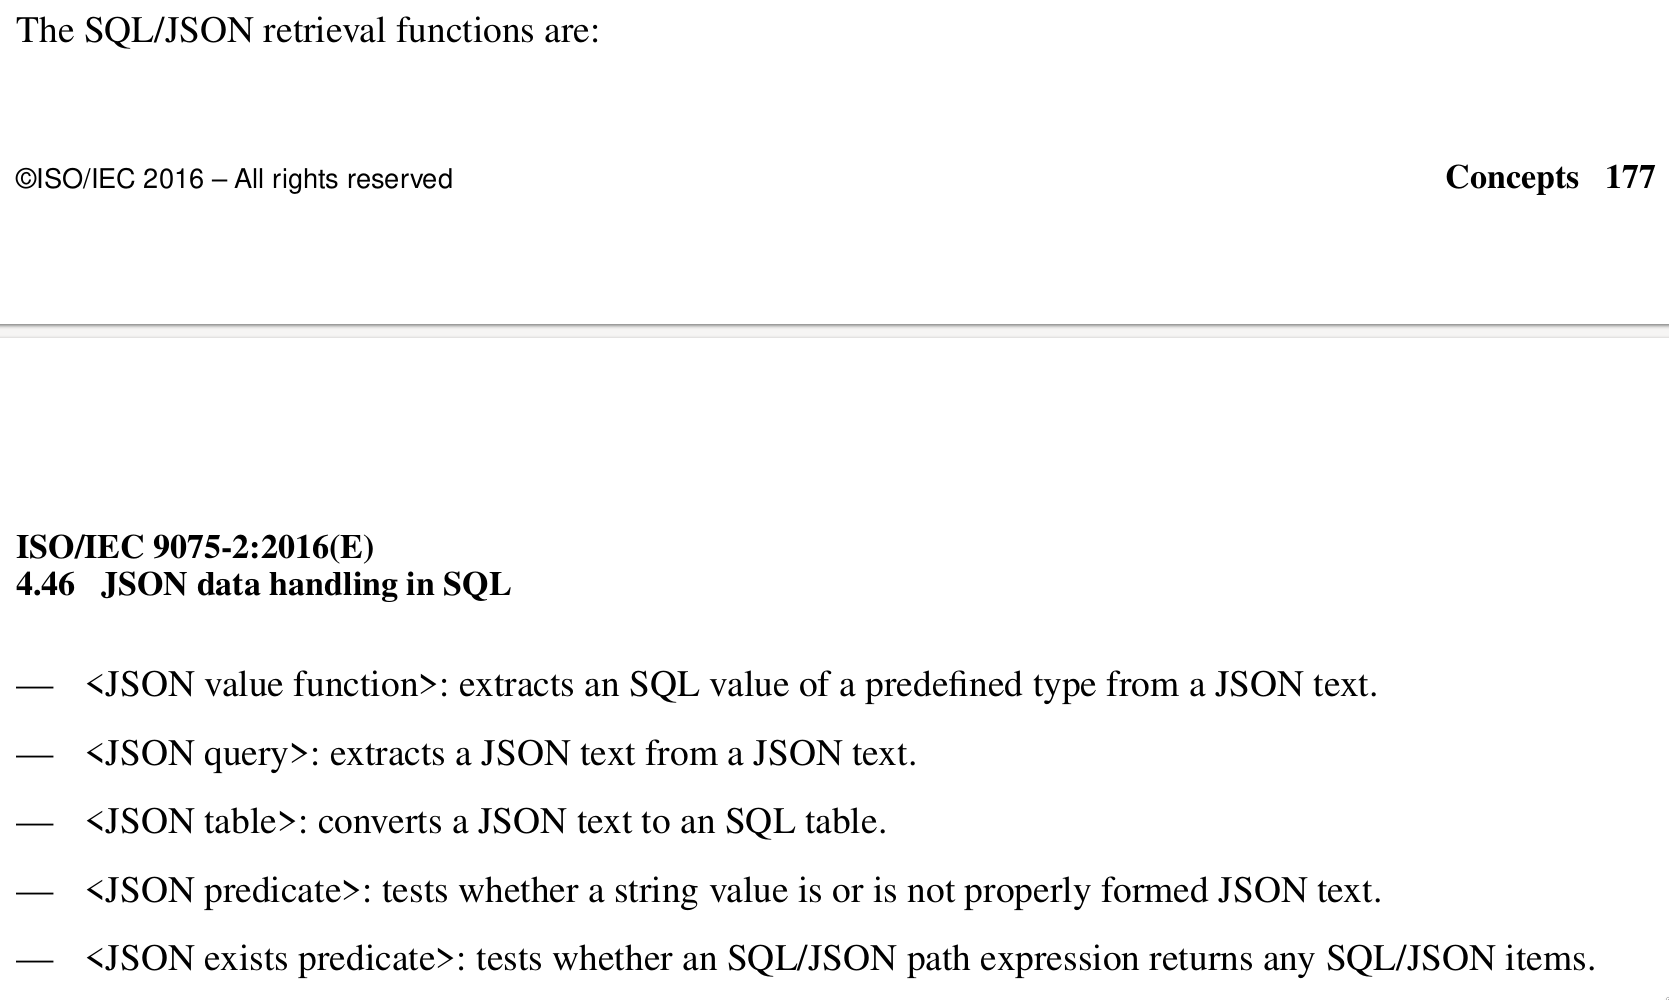 The SQL/JSON retrieval functions are:
©ISO/IEC 2016 – All rights reserved
Concepts 177
ISO/IEC 9075-2:2016(E)
4.46 JSON data handling in SQL
— <JSON value function>: extracts an SQL value of a predefined type from a JSON text.
— <JSON query>: extracts a JSON text from a JSON text.
— <JSON table>: converts a JSON text to an SQL table.
— <JSON predicate>: tests whether a string value is or is not properly formed JSON text.
— <JSON exists predicate>: tests whether an SQL/JSON path expression returns any SQL/JSON items.